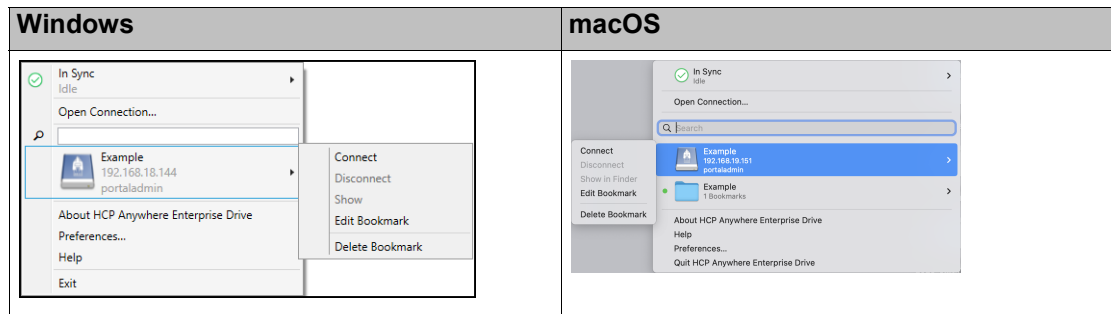 Windows
macOS
In Sync
Idle
Open Connection...
Example
192.168.18.144
portaladmin
About HCP Anywhere Enterprise Drive
Preferences...
Help
Exit
Connect
Disconnect
Show
Edit Bookmark
Delete Bookmark
In Sync
Idle
Open Connection...
Search
Example
192.168.19.151
portaladmin
Example
1 Bookmarks
About HCP Anywhere Enterprise Drive
Help
Preferences...
Quit HCP Anywhere Enterprise Drive
Connect
Disconnect
Show in Finder
Edit Bookmark
Delete Bookmark